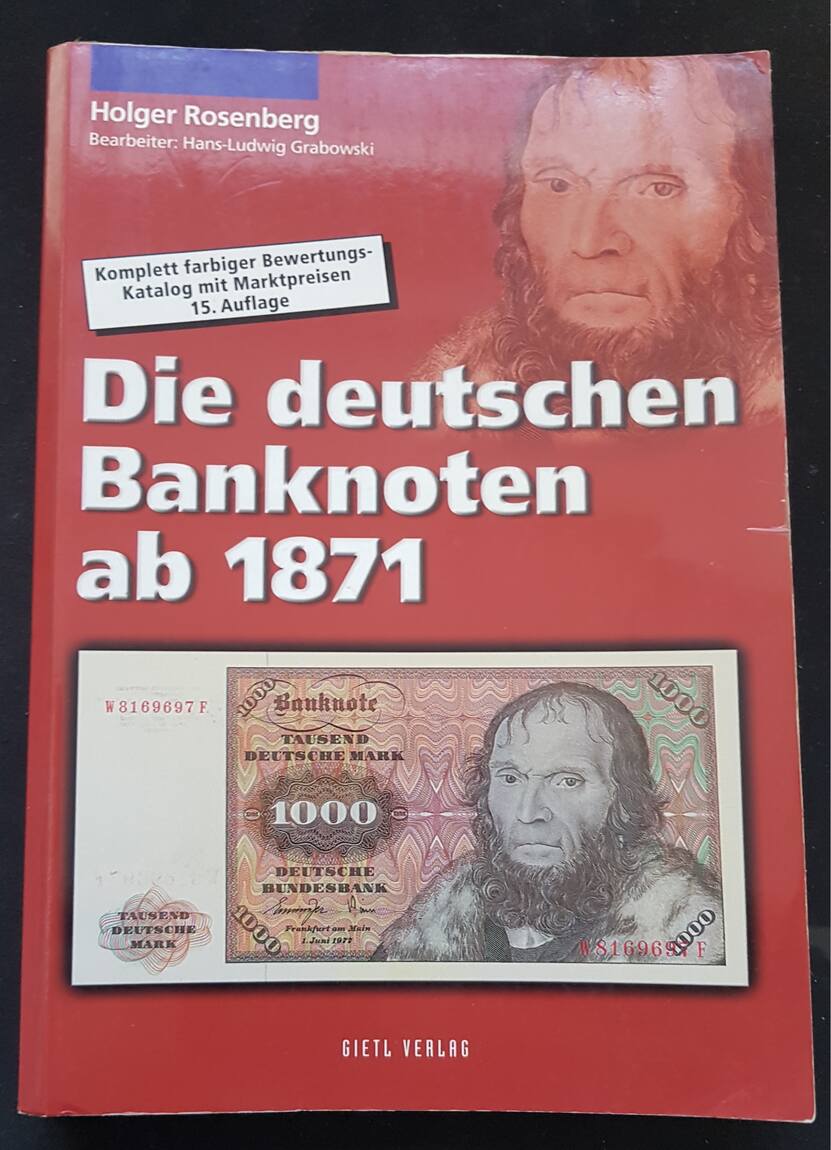 Holger Rosenberg
Bearbeiter: Hans-Ludwig Grabowski
Komplett farbiger Bewertungs-
Katalog mit Marktpreisen
15. Auflage
Die deutschen
Banknoten
ab 1871
W8169697F
1000
Banknote
1000
TAUSEND
DEUTSCHE MARK
1000
DEUTSCHE
BUNDESBANK
TAUSEND
DEUTSCHE
MARK
1000
Frankfurt am Main
1. Juni 1977
1000
W8169697F
GIETL VERLAG